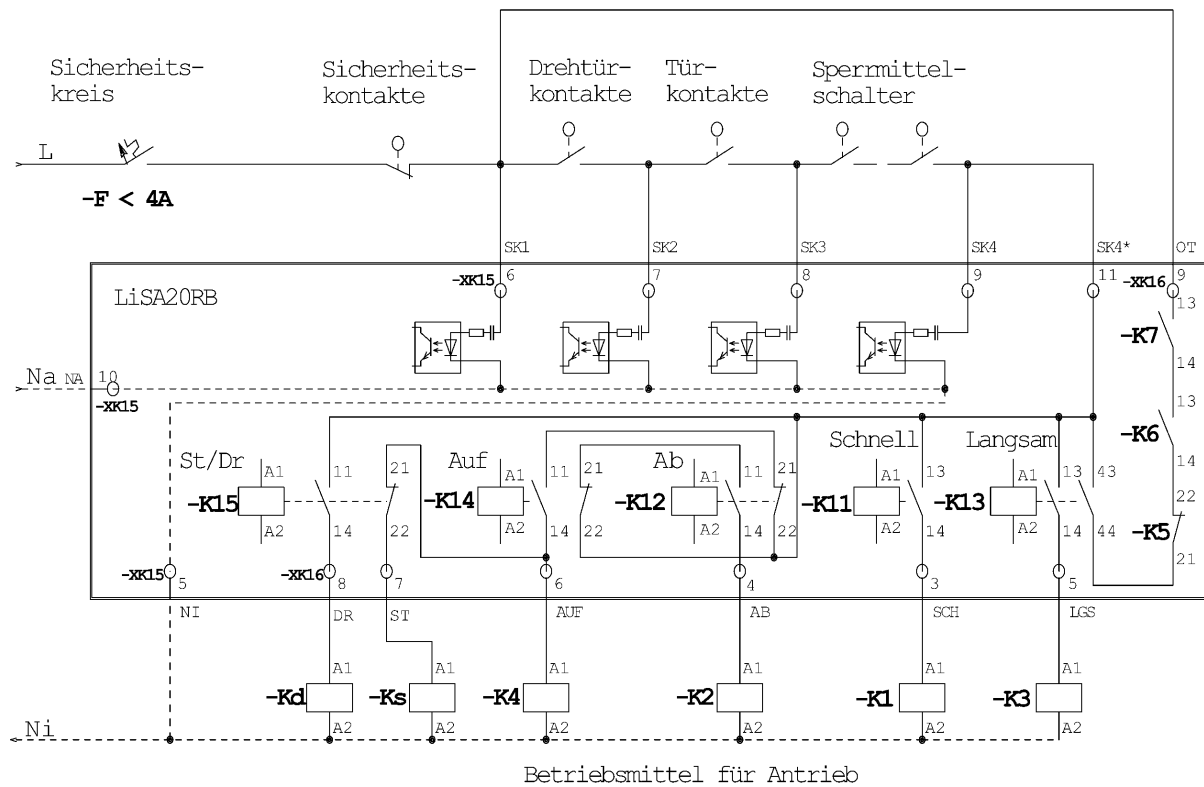 Sicherheits-
kreis
Sicherheits-
kontakte
Drehtür-
kontakte
Tür-
kontakte
Sperrmittel-
schalter
L
-F < 4A
SK1
SK2
SK3
SK4
SK4*
OT
-XK15
6
7
8
9
11
-XK16
9
LiSA20RB
13
-K7
14
Na
NA
10
-XK15
13
-K6
14
St/Dr
Auf
Ab
Schnell
Langsam
A1
11
21
A1
11
21
A1
11
21
A1
13
A1
13
43
22
-K15
-K14
-K12
-K11
-K13
-K5
A2
14
22
A2
14
22
A2
14
22
A2
14
A2
14
44
21
-XK15
5
-XK16
8
7
6
4
3
5
NI
DR
ST
AUF
AB
SCH
LGS
A1
A1
A1
A1
A1
A1
-Kd
-Ks
-K4
-K2
-K1
-K3
A2
A2
A2
A2
A2
A2
Ni
Betriebsmittel für Antrieb